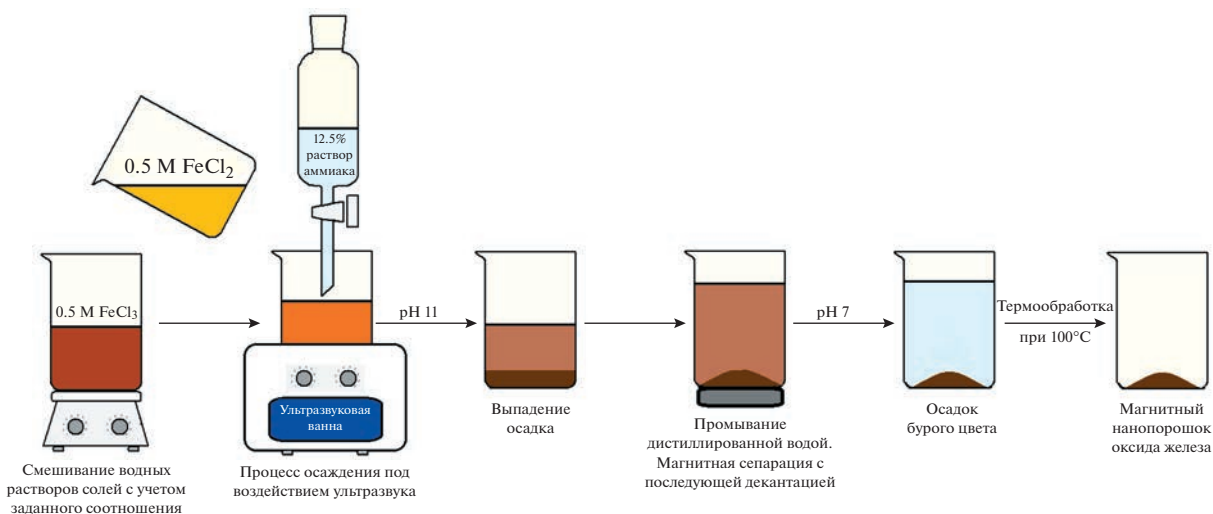 0.5 M FeCl₂
12.5%
раствор
аммиака
0.5 M FeCl₃
pH 11
pH 7
Термообработка
при 100°C
Ультразвуковая
ванна
Смешивание водных
растворов солей с учетом
заданного соотношения
Процесс осаждения под
воздействием ультразвука
Выпадение
осадка
Промывание
дистиллированной водой.
Магнитная сепарация с
последующей декантацией
Осадок
бурого цвета
Магнитный
нанопорошок
оксида железа